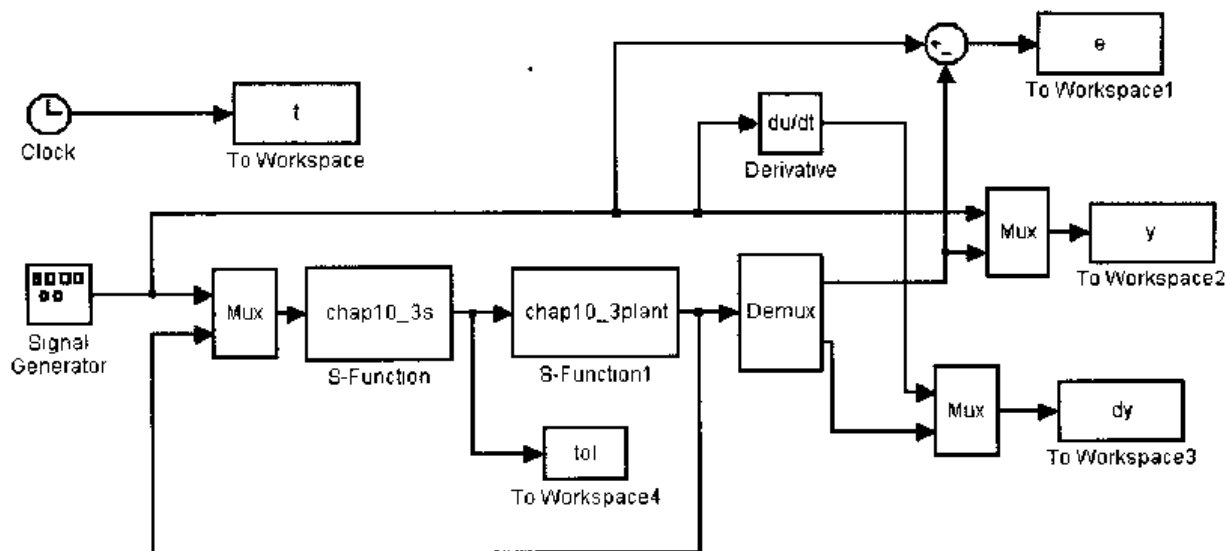 e
To Workspace1
t
Clock
To Workspace
du/dt
Derivative
Mux
y
To Workspace2
Signal
Generator
Mux
chap10_3s
S-Function
chap10_3plant
S-Function1
Demux
Mux
dy
To Workspace3
tol
To Workspace4